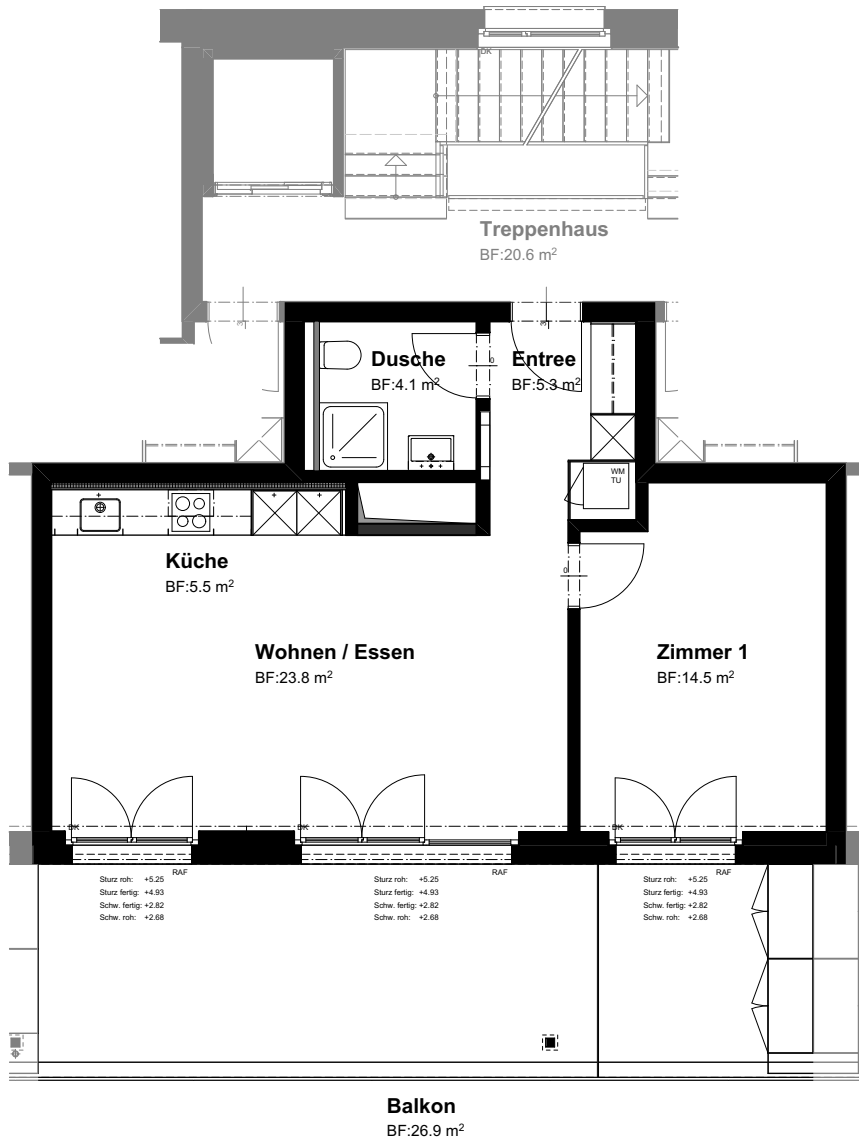 DK
Treppenhaus
BF:20.6 m²
Dusche
BF:4.1 m²
0
Entree
BF:5.3 m²
WM
TU
Küche
BF:5.5 m²
0
Wohnen / Essen
BF:23.8 m²
Zimmer 1
BF:14.5 m²
DK
DK
DK
RAF
RAF
RAF
Sturz roh: +5.25
Sturz fertig: +4.93
Schw. fertig: +2.82
Schw. roh: +2.68
Sturz roh: +5.25
Sturz fertig: +4.93
Schw. fertig: +2.82
Schw. roh: +2.68
Sturz roh: +5.25
Sturz fertig: +4.93
Schw. fertig: +2.82
Schw. roh: +2.68
Balkon
BF:26.9 m²